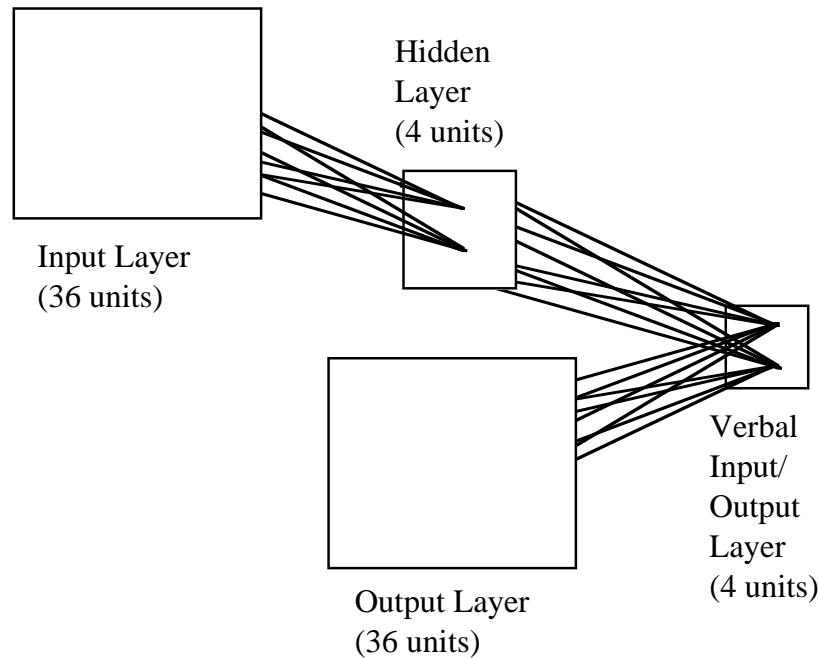 Hidden
Layer
(4 units)
Input Layer
(36 units)
Verbal
Input/
Output
Layer
(4 units)
Output Layer
(36 units)